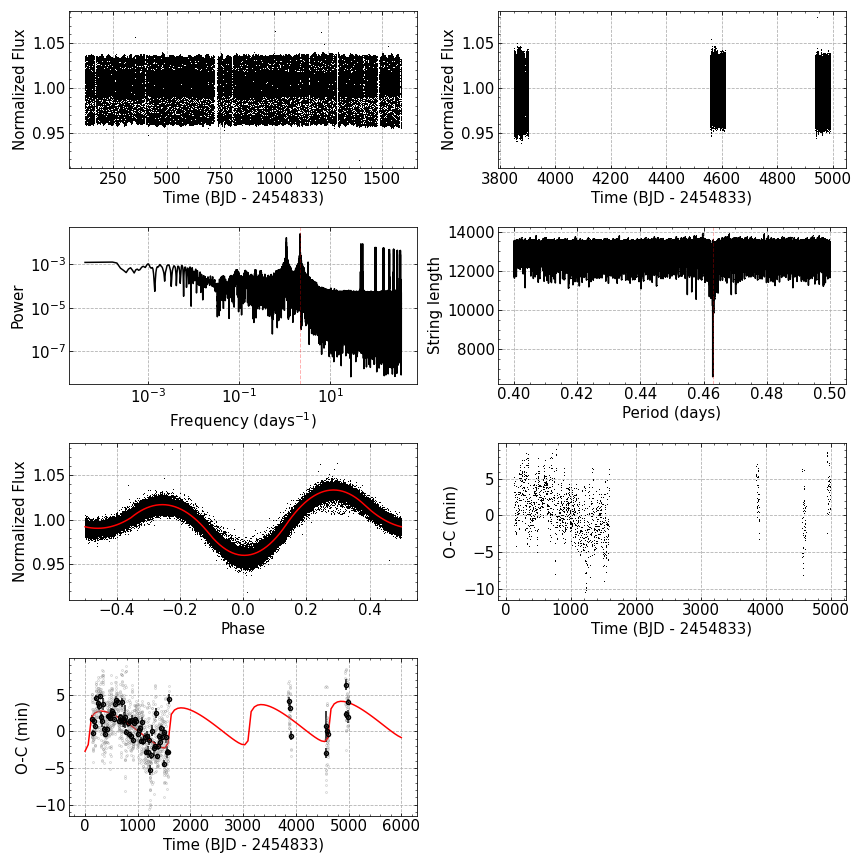 Normalized Flux
1.05
1.00
0.95
250 500 750 1000 1250 1500
Time (BJD - 2454833)
Normalized Flux
1.05
1.00
0.95
3800 4000 4200 4400 4600 4800 5000
Time (BJD - 2454833)
Power
10⁻³
10⁻⁵
10⁻⁷
10⁻³ 10⁻¹ 10¹
Frequency (days⁻¹)
String length
14000
12000
10000
8000
0.40 0.42 0.44 0.46 0.48 0.50
Period (days)
Normalized Flux
1.05
1.00
0.95
−0.4 −0.2 0.0 0.2 0.4
Phase
O-C (min)
5
0
−5
−10
0 1000 2000 3000 4000 5000
Time (BJD - 2454833)
O-C (min)
5
0
−5
−10
0 1000 2000 3000 4000 5000 6000
Time (BJD - 2454833)